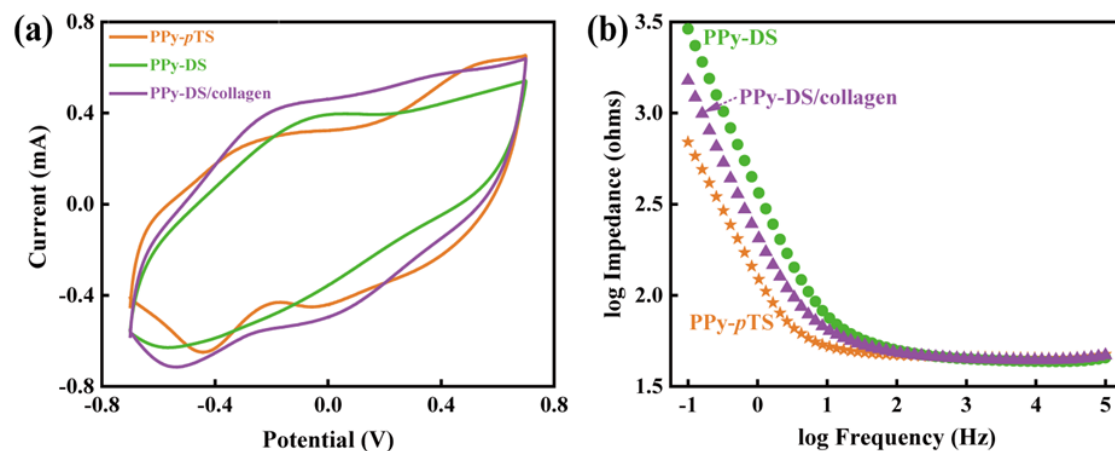 (a)
PPy-pTS
PPy-DS
PPy-DS/collagen
0.8
0.4
0.0
-0.4
-0.8
Current (mA)
-0.8
-0.4
0.0
0.4
0.8
Potential (V)
(b)
PPy-DS
PPy-DS/collagen
PPy-pTS
3.5
3.0
2.5
2.0
1.5
log Impedance (ohms)
-1
0
1
2
3
4
5
log Frequency (Hz)